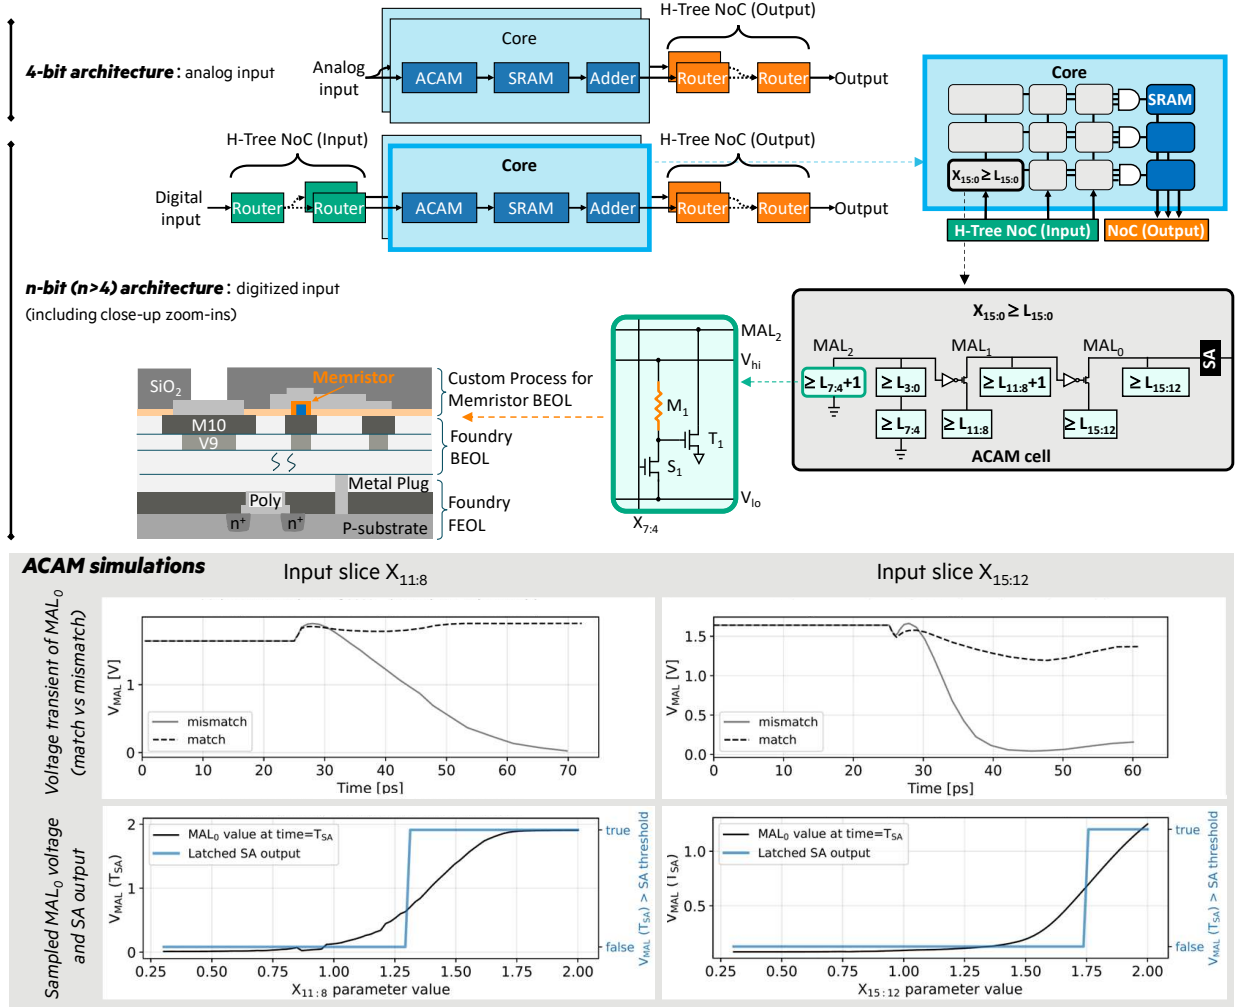 H-Tree NoC (Output)
Core
4-bit architecture: analog input
Analog
input
ACAM
SRAM
Adder
Router
Router
Output
H-Tree NoC (Input)
H-Tree NoC (Output)
Core
Digital
input
Router
Router
ACAM
SRAM
Adder
Router
Router
Output
Core
SRAM
X15:0 ≥ L15:0
H-Tree NoC (Input)
NoC (Output)
n-bit (n>4) architecture: digitized input
(including close-up zoom-ins)
SiO2
Memristor
M10
V9
Metal Plug
Poly
n+
n+
P-substrate
Custom Process for
Memristor BEOL
Foundry
BEOL
Foundry
FEOL
MAL2
Vhi
M1
T1
S1
Vlo
X7:4
X15:0 ≥ L15:0
MAL2
MAL1
MAL0
SA
≥ L7:4+1
≥ L3:0
≥ L11:8+1
≥ L15:12
≥ L7:4
≥ L11:8
≥ L15:12
ACAM cell
ACAM simulations
Input slice X11:8
Input slice X15:12
Voltage transient of MAL0
(match vs mismatch)
VMAL [V]
1
0
mismatch
match
0 10 20 30 40 50 60 70
Time [ps]
VMAL [V]
1.5
1.0
0.5
0.0
mismatch
match
0 10 20 30 40 50 60
Time [ps]
Sampled MAL0 voltage
and SA output
VMAL (TSA)
2
1
0
MAL0 value at time=TSA
Latched SA output
true
false
VMAL (TSA) > SA threshold
0.25 0.50 0.75 1.00 1.25 1.50 1.75 2.00
X11:8 parameter value
VMAL (TSA)
1.0
0.5
MAL0 value at time=TSA
Latched SA output
true
false
VMAL (TSA) > SA threshold
0.25 0.50 0.75 1.00 1.25 1.50 1.75 2.00
X15:12 parameter value